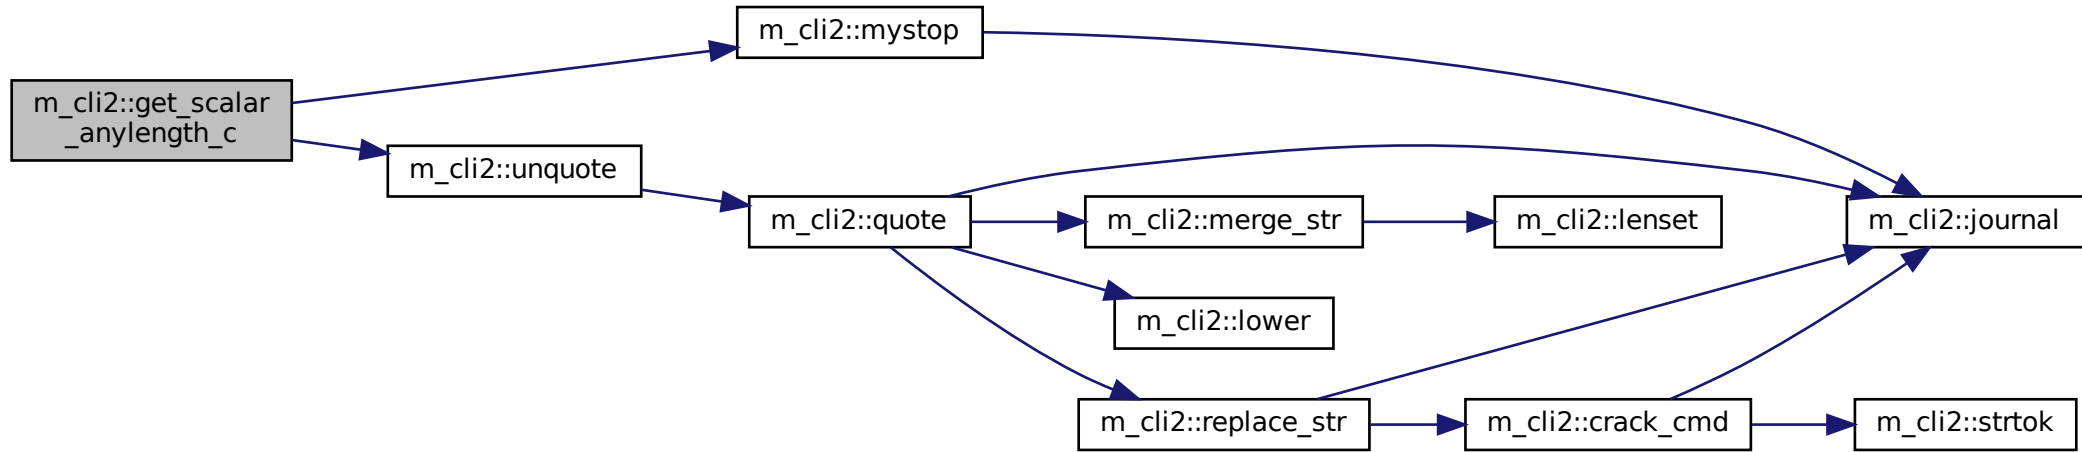 m_cli2::mystop
m_cli2::get_scalar
_anylength_c
m_cli2::unquote
m_cli2::quote
m_cli2::merge_str
m_cli2::lenset
m_cli2::journal
m_cli2::lower
m_cli2::replace_str
m_cli2::crack_cmd
m_cli2::strtok